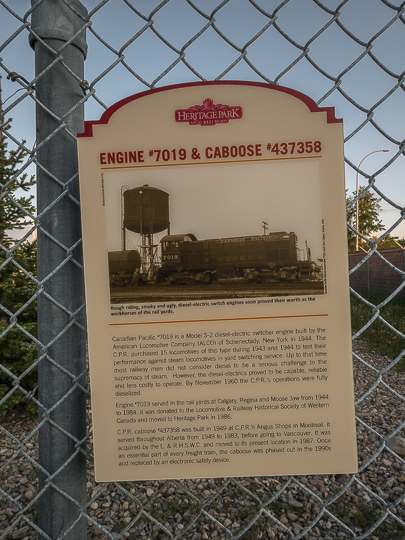 HERITAGE PARK
ENGINE #7019 & CABOOSE #437358
CANADIAN PACIFIC
7019
Rough riding, smoky and ugly, diesel-electric switch engines soon proved their worth as the
workhorses of the rail yards.
Canadian Pacific #7019 is a Model S-2 diesel-electric switcher engine built by the
American Locomotive Company (ALCO) of Schenectady, New York in 1944. The
C.P.R. purchased 15 locomotives of this type during 1943 and 1944 to test their
performance against steam locomotives in yard switching service. Up to that time
most railway men did not consider diesel to be a serious challenge to the
supremacy of steam. However, the diesel-electrics proved to be capable, reliable
and less costly to operate. By November 1960 the C.P.R.'s operations were fully
dieselized.
Engine #7019 served in the rail yards at Calgary, Regina and Moose Jaw from 1944
to 1984. It was donated to the Locomotive & Railway Historical Society of Western
Canada and moved to Heritage Park in 1986.
C.P.R. caboose #437358 was built in 1949 at C.P.R.'s Angus Shops in Montreal. It
served throughout Alberta from 1949 to 1983, before going to Vancouver. It was
acquired by the L. & R.H.S.W.C. and moved to its present location in 1987. Once
an essential part of every freight train, the caboose was phased out in the 1990s
and replaced by an electronic safety device.